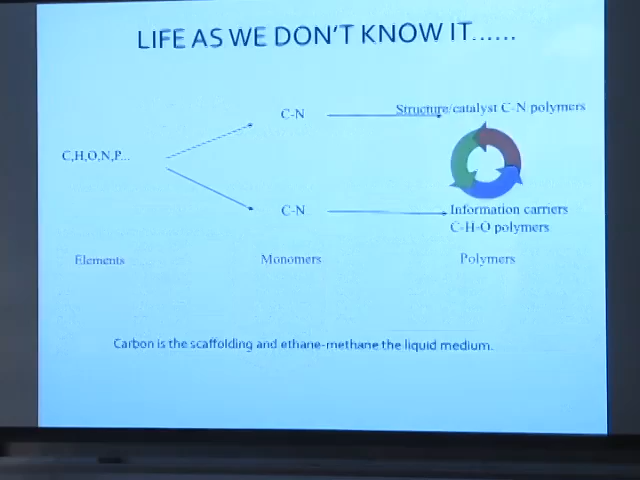 LIFE AS WE DON'T KNOW IT......
C-N
Structure/catalyst C-N polymers
C,H,O,N,P...
C-N
Information carriers
C-H-O polymers
Elements
Monomers
Polymers
Carbon is the scaffolding and ethane-methane the liquid medium.